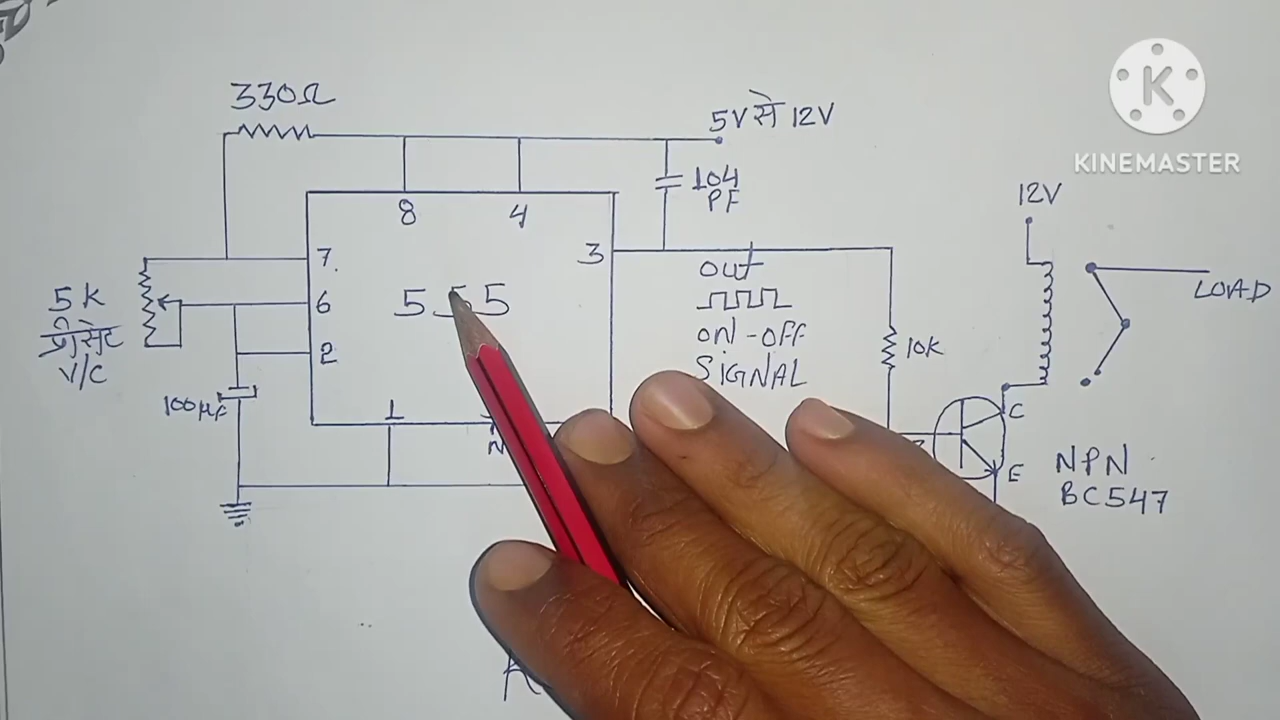 330Ω
5V से 12V
KINEMASTER
104
PF
12V
8
4
7
3
out
LOAD
5K
प्रीसेट
V/C
6
555
ON-OFF
SIGNAL
10K
2
100µF
1
C
N
E
NPN
BC547